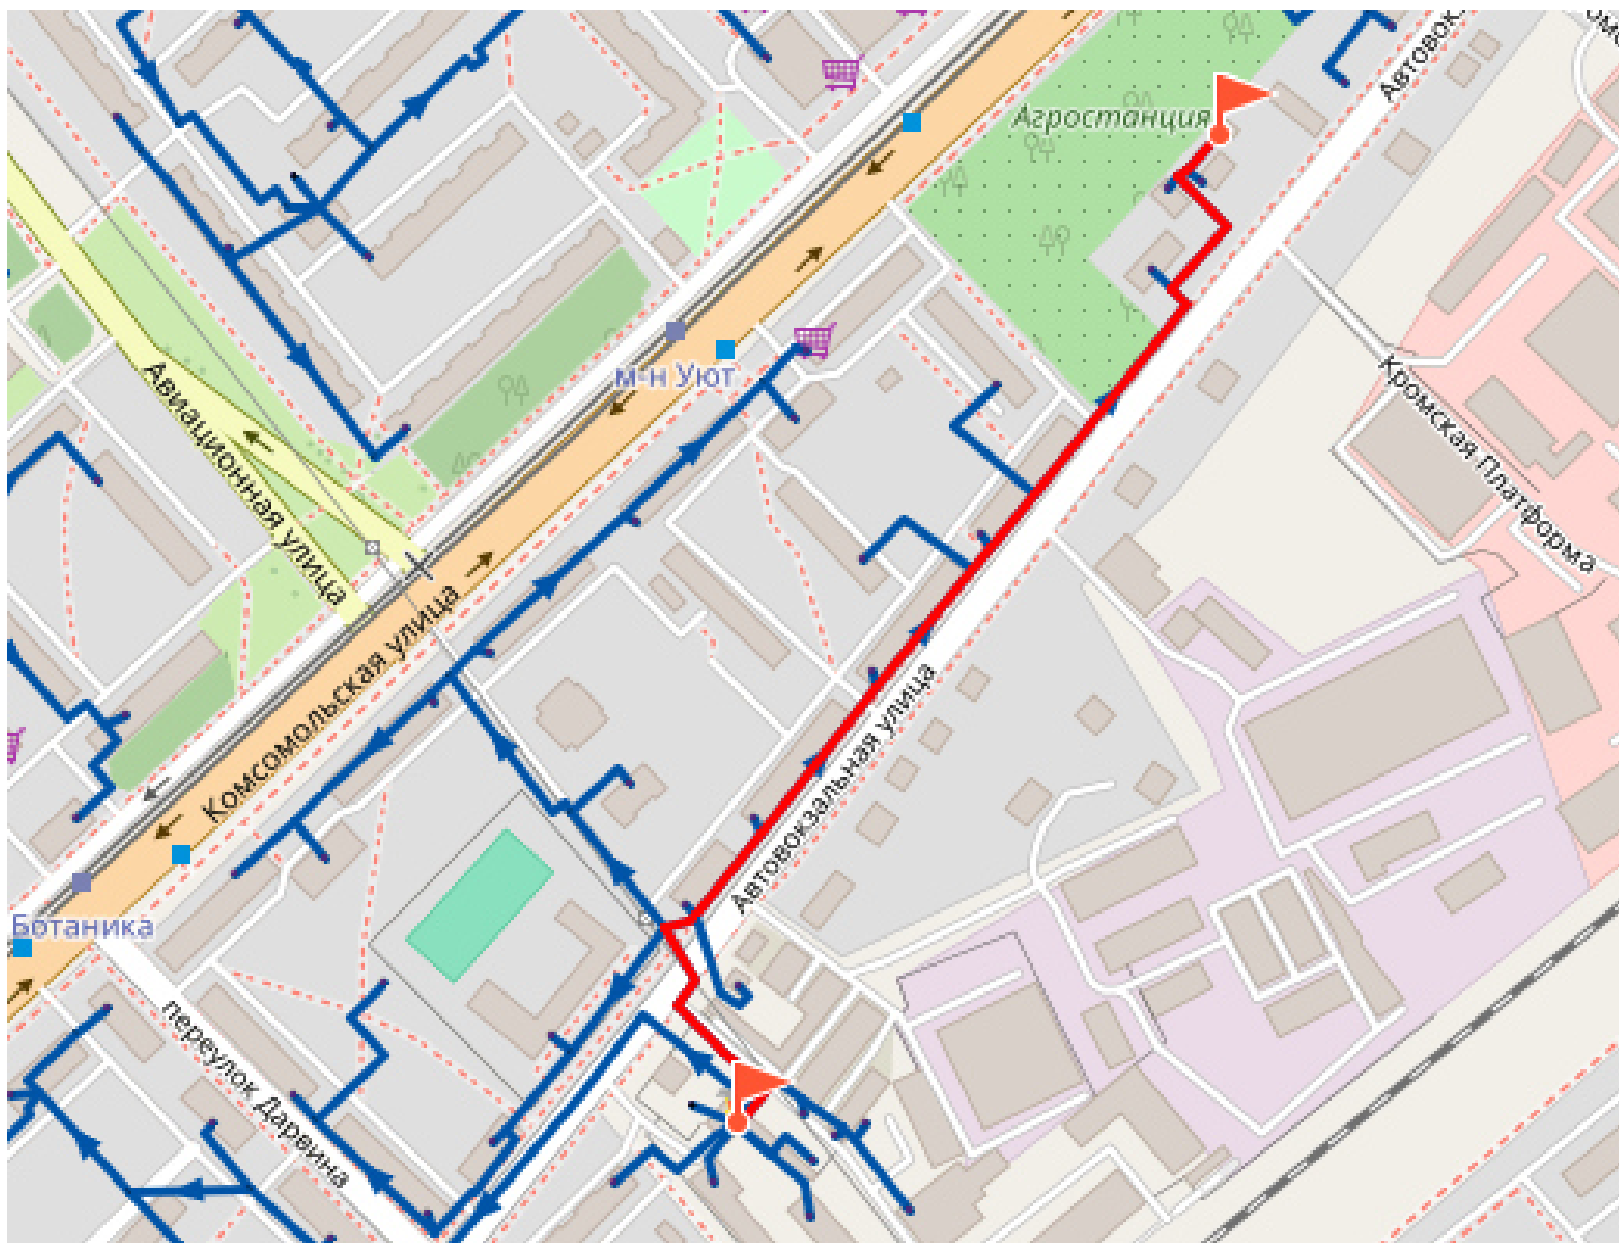 Автовок
Агростанция
м-н Уют
Авиационная улица
Кромская Платформа
Комсомольская улица
Автовокзальная улица
Ботаника
переулок Дарвина